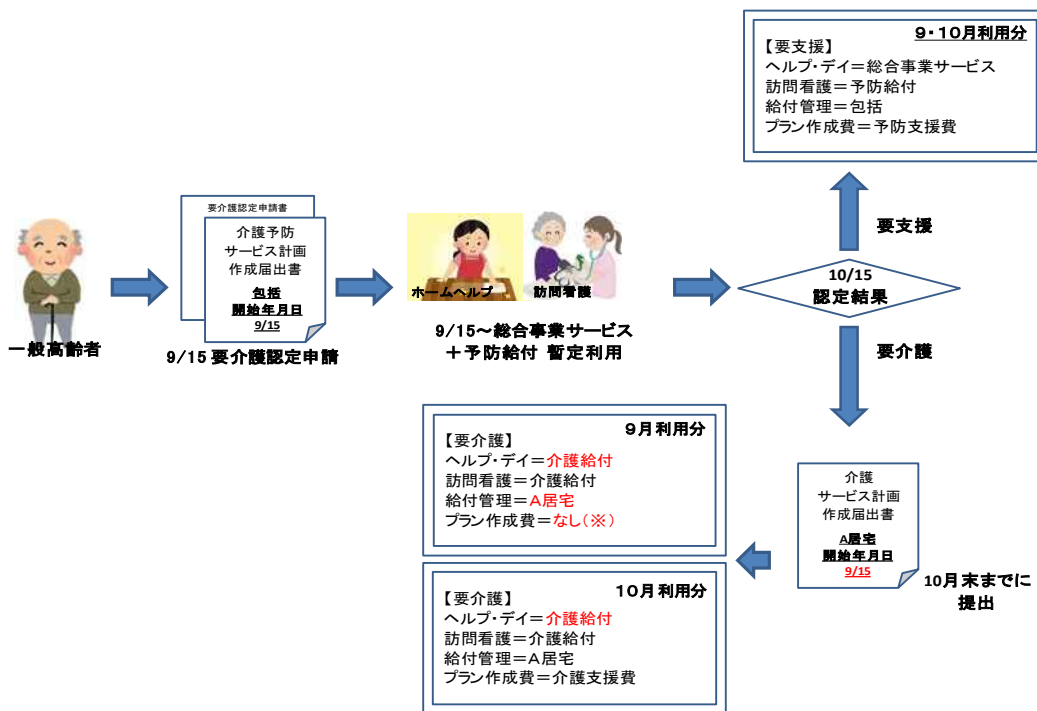 9・10月利用分
【要支援】
ヘルプ・デイ＝総合事業サービス
訪問看護＝予防給付
給付管理＝包括
プラン作成費＝予防支援費
要介護認定申請書
介護予防
サービス計画
作成届出書
包括
開始年月日
9/15
一般高齢者
9/15 要介護認定申請
ホームヘルプ
訪問看護
9/15～総合事業サービス
＋予防給付 暫定利用
要支援
10/15
認定結果
要介護
9月利用分
【要介護】
ヘルプ・デイ＝介護給付
訪問看護＝介護給付
給付管理＝A居宅
プラン作成費＝なし（※）
介護
サービス計画
作成届出書
A居宅
開始年月日
9/15
10月末までに
提出
10月利用分
【要介護】
ヘルプ・デイ＝介護給付
訪問看護＝介護給付
給付管理＝A居宅
プラン作成費＝介護支援費